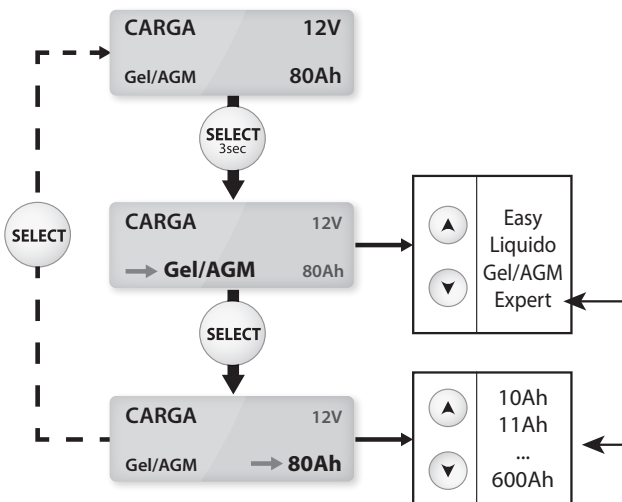 CARGA 12V
Gel/AGM 80Ah
SELECT
3sec
SELECT
CARGA 12V
Gel/AGM 80Ah
Easy
Liquido
Gel/AGM
Expert
SELECT
CARGA 12V
Gel/AGM 80Ah
10Ah
11Ah
...
600Ah